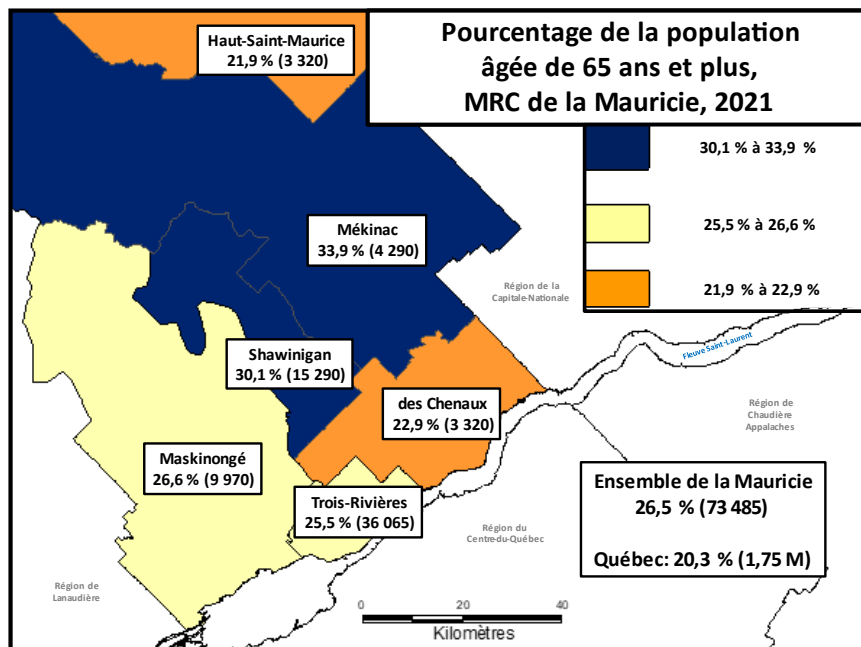 Pourcentage de la population
âgée de 65 ans et plus,
MRC de la Mauricie, 2021
Haut-Saint-Maurice
21,9 % (3 320)
30,1 % à 33,9 %
25,5 % à 26,6 %
21,9 % à 22,9 %
Mékinac
33,9 % (4 290)
Région de la
Capitale-Nationale
Fleuve Saint-Laurent
Shawinigan
30,1 % (15 290)
des Chenaux
22,9 % (3 320)
Région de
Chaudière
Appalaches
Maskinongé
26,6 % (9 970)
Trois-Rivières
25,5 % (36 065)
Région du
Centre-du-Québec
Ensemble de la Mauricie
26,5 % (73 485)
Québec: 20,3 % (1,75 M)
Région de
Lanaudière
0 20 40
Kilomètres